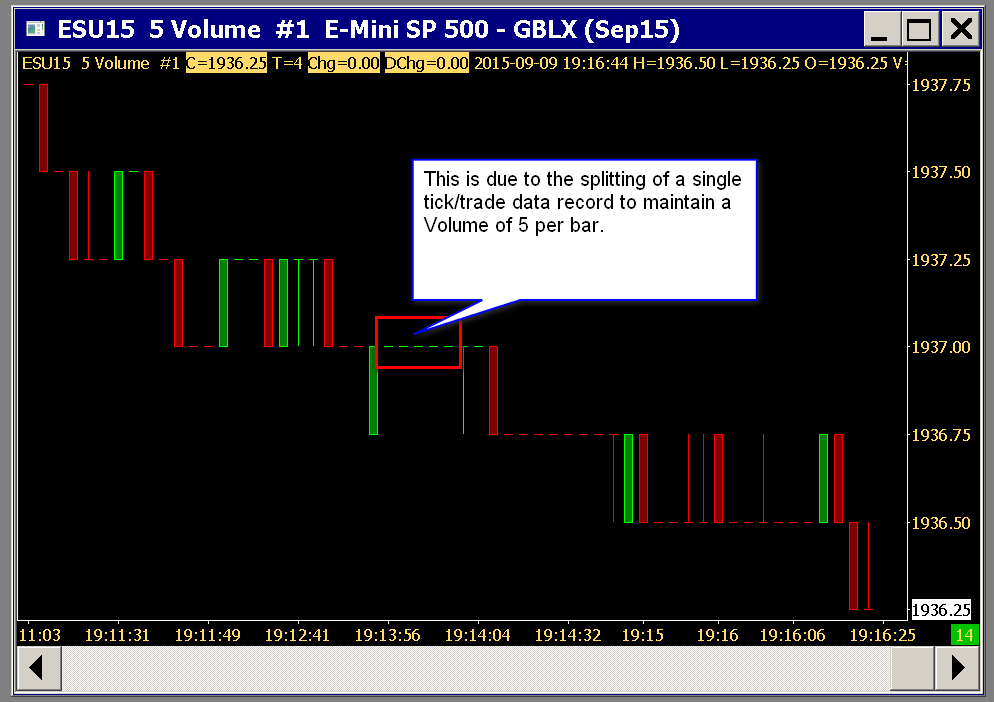 ESU15  5 Volume  #1  E-Mini SP 500 - GBLX (Sep15)
ESU15  5 Volume  #1 C=1936.25 T=4 Chg=0.00 DChg=0.00 2015-09-09 19:16:44 H=1936.50 L=1936.25 O=1936.25 V=
1937.75
This is due to the splitting of a single
tick/trade data record to maintain a
Volume of 5 per bar.
1937.50
1937.25
1937.00
1936.75
1936.50
1936.25
11:03 19:11:31 19:11:49 19:12:41 19:13:56 19:14:04 19:14:32 19:15 19:16 19:16:06 19:16:25 14